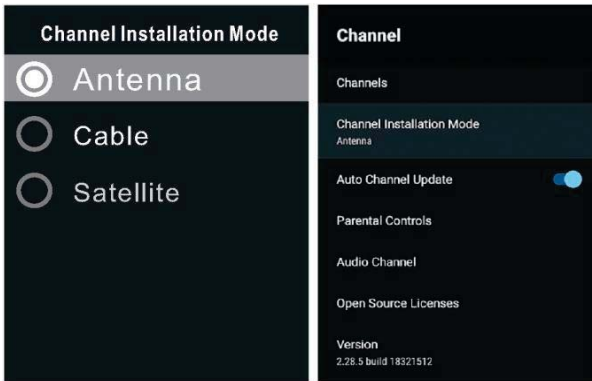 Channel Installation Mode
Antenna
Cable
Satellite
Channel
Channels
Channel Installation Mode
Antenna
Auto Channel Update
Parental Controls
Audio Channel
Open Source Licenses
Version
2.28.5 build 18321512